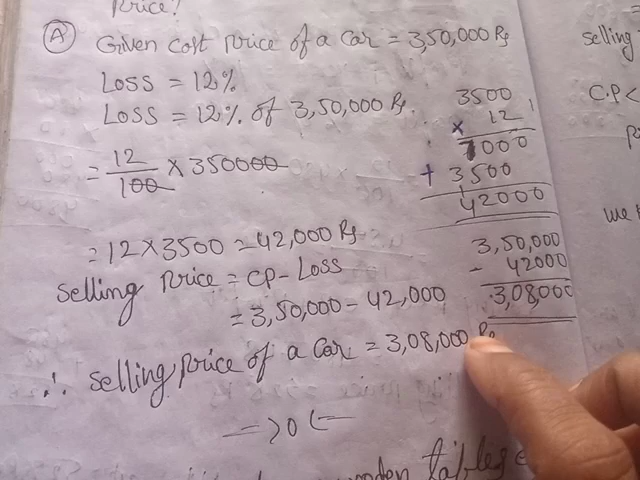 Price?
(A) Given cost price of a car = 3,50,000 Rs
Loss = 12%
Loss = 12% of 3,50,000 Rs.
= 12/100 × 350000
3500
× 12
7000
+ 3500
42000
= 12 × 3500 = 42,000 Rs
Selling Price = CP - Loss
= 3,50,000 - 42,000
3,50,000
- 42000
3,08,000
∴ Selling price of a car = 3,08,000 Rs
selling
C.P <
we